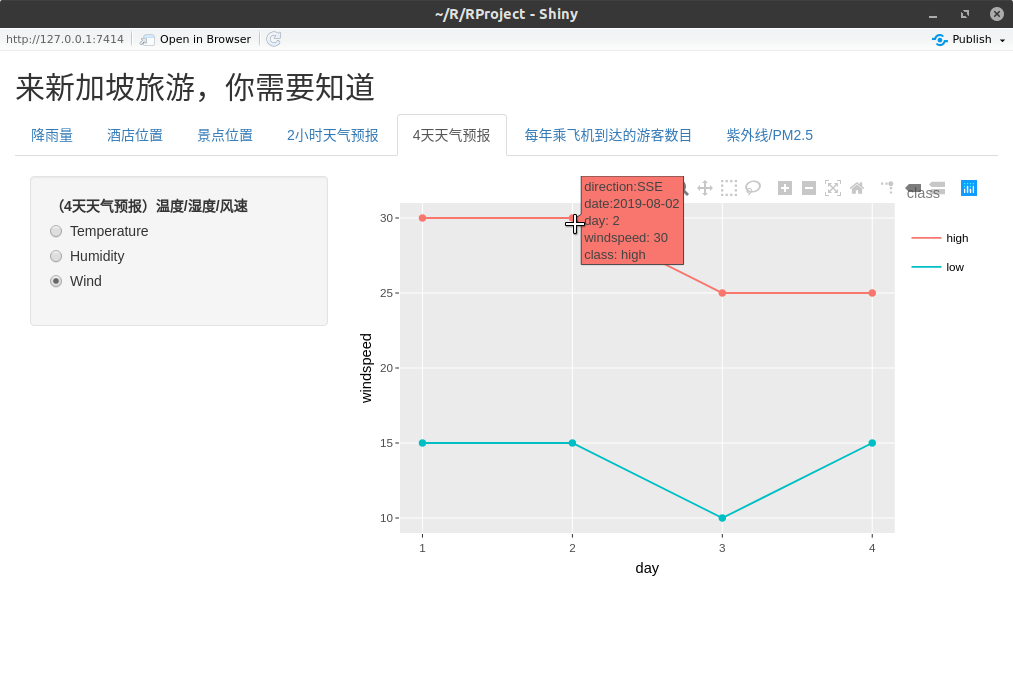 ~/R/RProject - Shiny
http://127.0.0.1:7414 Open in Browser Publish
来新加坡旅游，你需要知道
降雨量 酒店位置 景点位置 2小时天气预报 4天天气预报 每年乘飞机到达的游客数目 紫外线/PM2.5
（4天天气预报）温度/湿度/风速
Temperature
Humidity
Wind
direction:SSE
date:2019-08-02
day: 2
windspeed: 30
class: high
class
high
low
windspeed
30
25
20
15
10
1 2 3 4
day